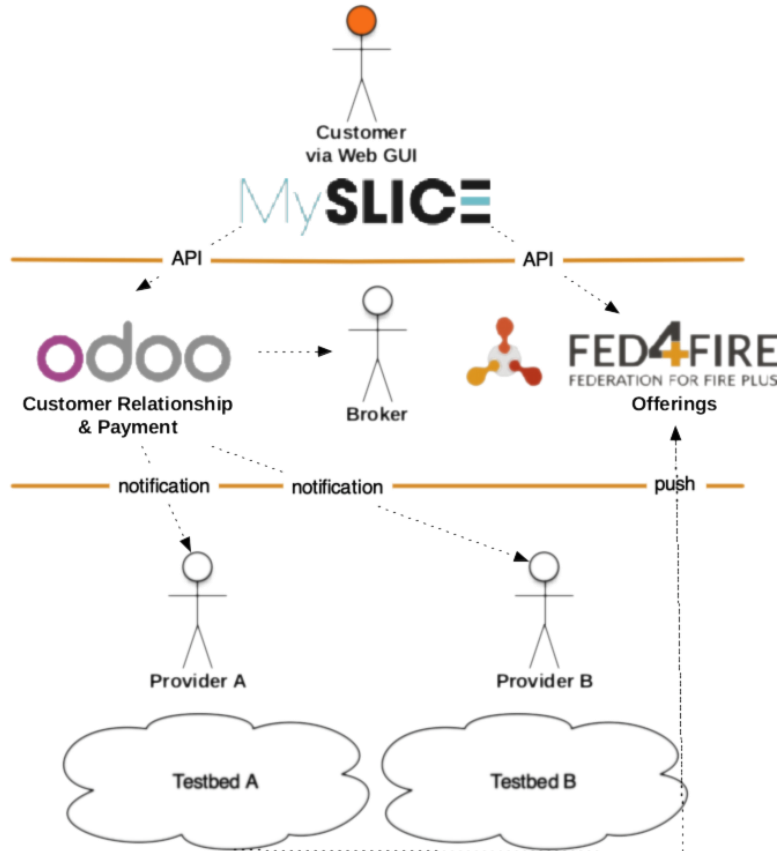 Customer
via Web GUI
MySLICE
API
API
odoo
FED4FIRE
FEDERATION FOR FIRE PLUS
Customer Relationship
& Payment
Broker
Offerings
notification
notification
push
Provider A
Provider B
Testbed A
Testbed B